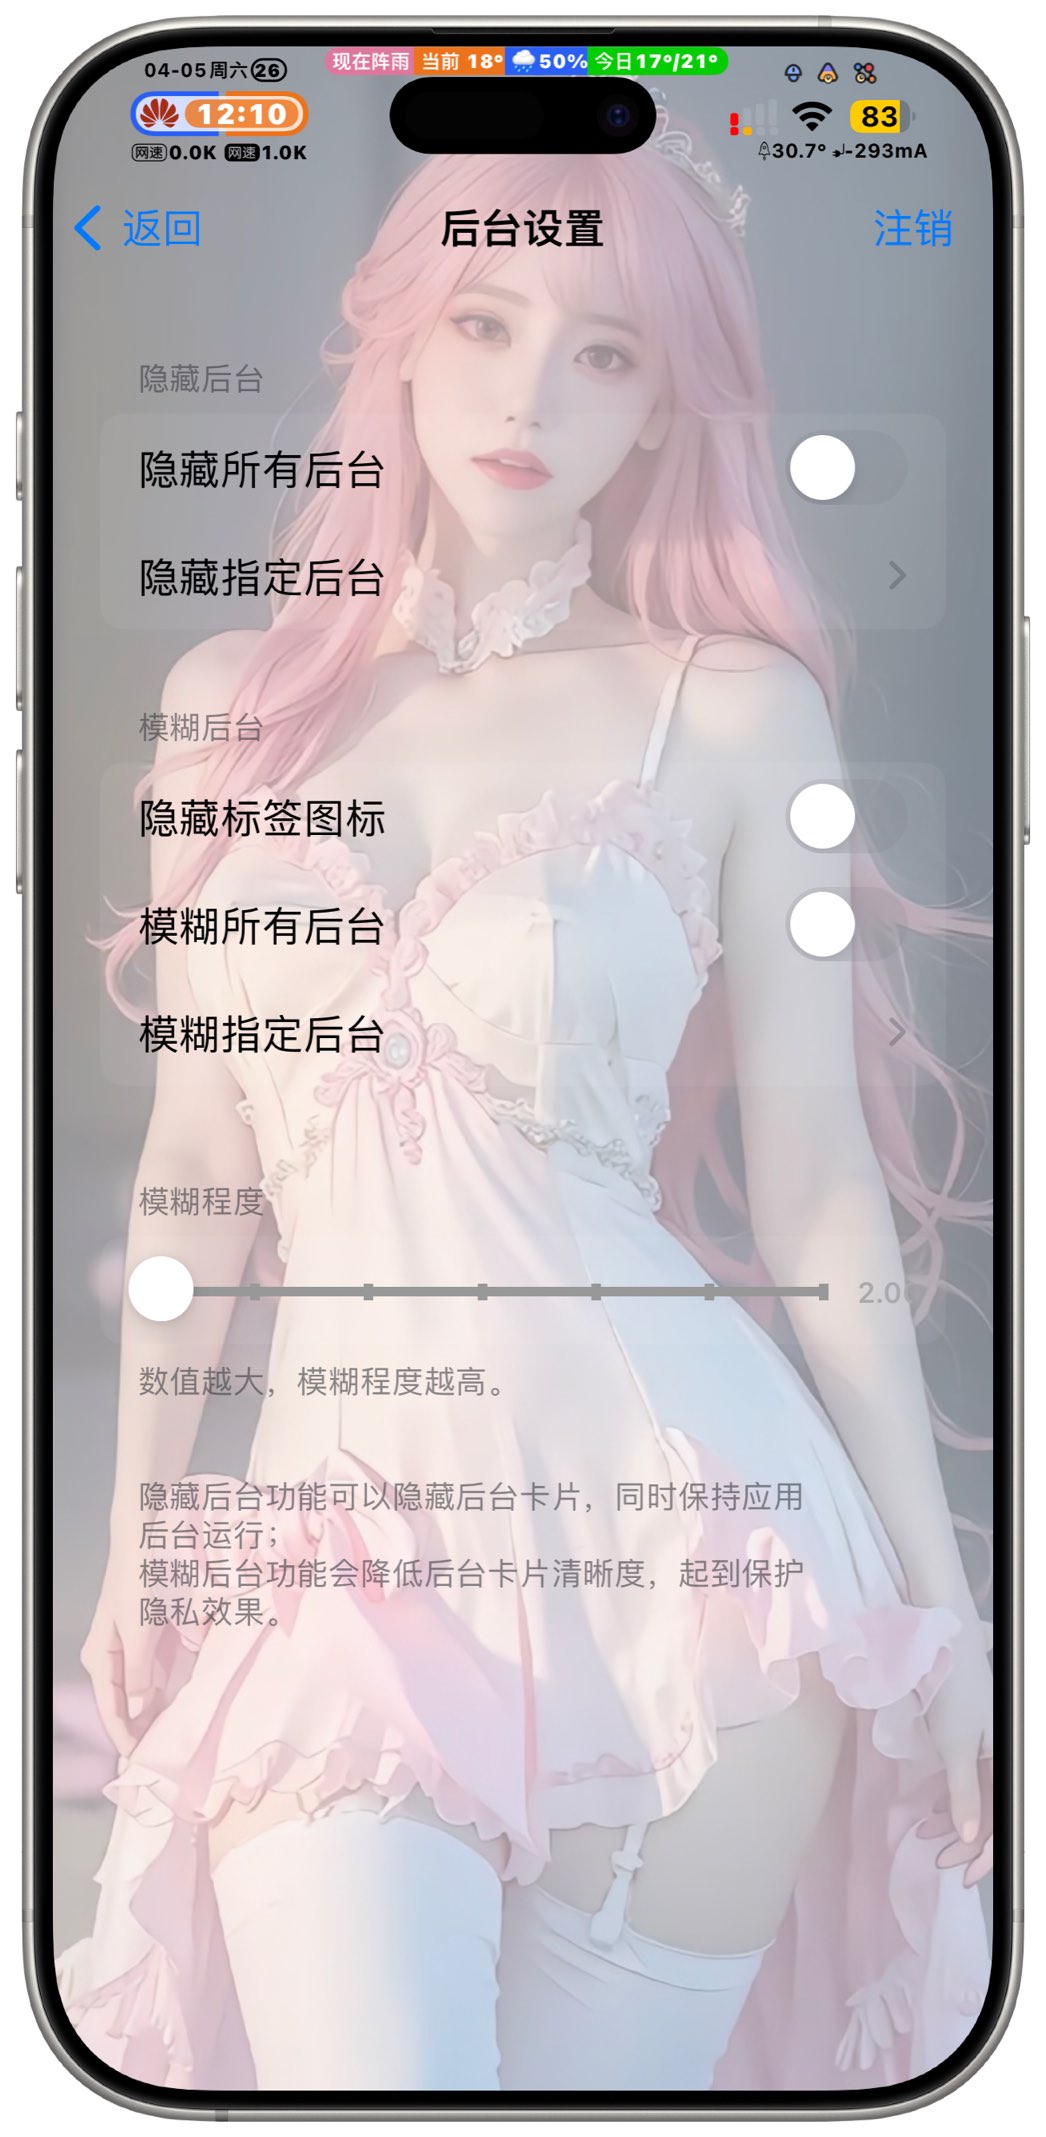 现在阵雨 当前 18° 50% 今日17°/21°
04-05周六 26
12:10
83
网速 0.0K 网速 1.0K
30.7° -293mA
返回
后台设置
注销
隐藏后台
隐藏所有后台
隐藏指定后台
模糊后台
隐藏标签图标
模糊所有后台
模糊指定后台
模糊程度
2.0
数值越大，模糊程度越高。
隐藏后台功能可以隐藏后台卡片，同时保持应用
后台运行；
模糊后台功能会降低后台卡片清晰度，起到保护
隐私效果。